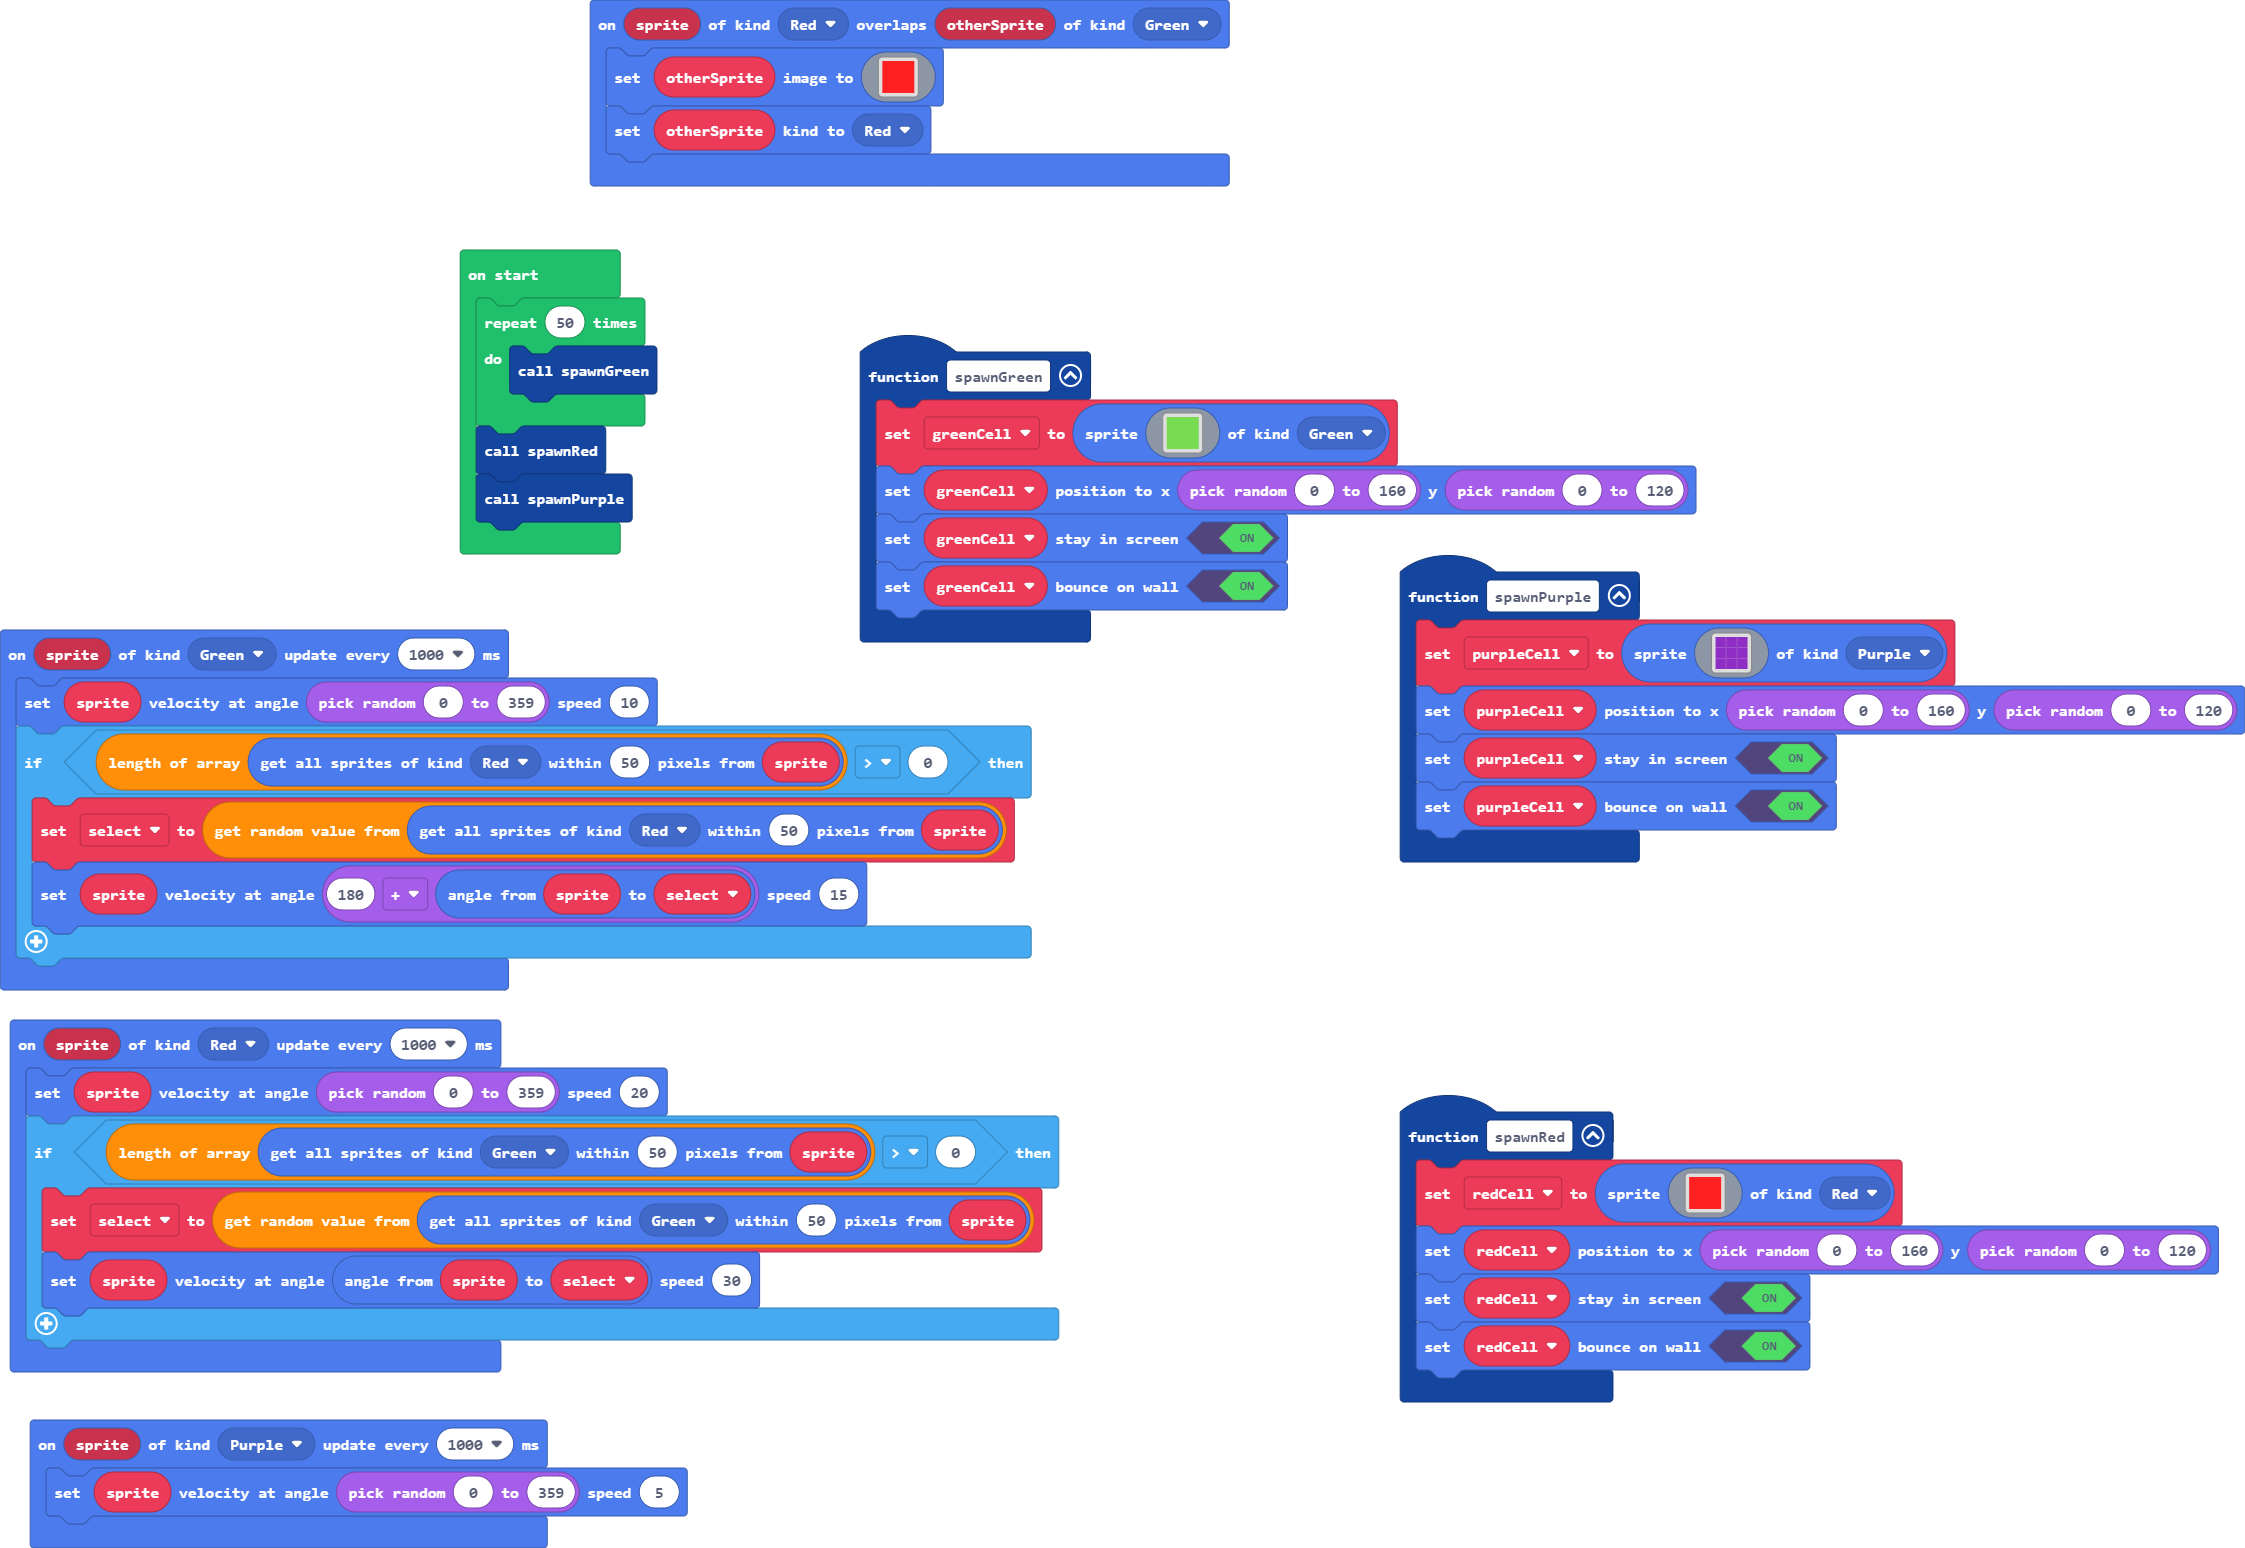 on sprite of kind Red overlaps otherSprite of kind Green
set otherSprite image to
set otherSprite kind to Red
on start
repeat 50 times
do call spawnGreen
call spawnRed
call spawnPurple
function spawnGreen
set greenCell to sprite of kind Green
set greenCell position to x pick random 0 to 160 y pick random 0 to 120
set greenCell stay in screen ON
set greenCell bounce on wall ON
function spawnPurple
set purpleCell to sprite of kind Purple
set purpleCell position to x pick random 0 to 160 y pick random 0 to 120
set purpleCell stay in screen ON
set purpleCell bounce on wall ON
on sprite of kind Green update every 1000 ms
set sprite velocity at angle pick random 0 to 359 speed 10
if length of array get all sprites of kind Red within 50 pixels from sprite > 0 then
set select to get random value from get all sprites of kind Red within 50 pixels from sprite
set sprite velocity at angle 180 + angle from sprite to select speed 15
on sprite of kind Red update every 1000 ms
set sprite velocity at angle pick random 0 to 359 speed 20
if length of array get all sprites of kind Green within 50 pixels from sprite > 0 then
set select to get random value from get all sprites of kind Green within 50 pixels from sprite
set sprite velocity at angle angle from sprite to select speed 30
function spawnRed
set redCell to sprite of kind Red
set redCell position to x pick random 0 to 160 y pick random 0 to 120
set redCell stay in screen ON
set redCell bounce on wall ON
on sprite of kind Purple update every 1000 ms
set sprite velocity at angle pick random 0 to 359 speed 5